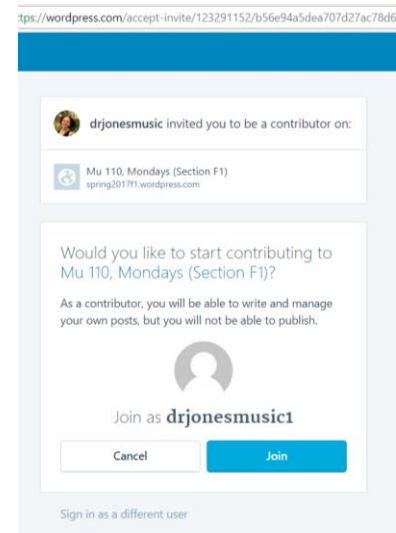 tps://wordpress.com/accept-invite/123291152/b56e94a5dea707d27ac78d6
drjonesmusic invited you to be a contributor on:
Mu 110, Mondays (Section F1)
spring2017f1.wordpress.com
Would you like to start contributing to
Mu 110, Mondays (Section F1)?
As a contributor, you will be able to write and manage
your own posts, but you will not be able to publish.
Join as drjonesmusic1
Cancel Join
Sign in as a different user